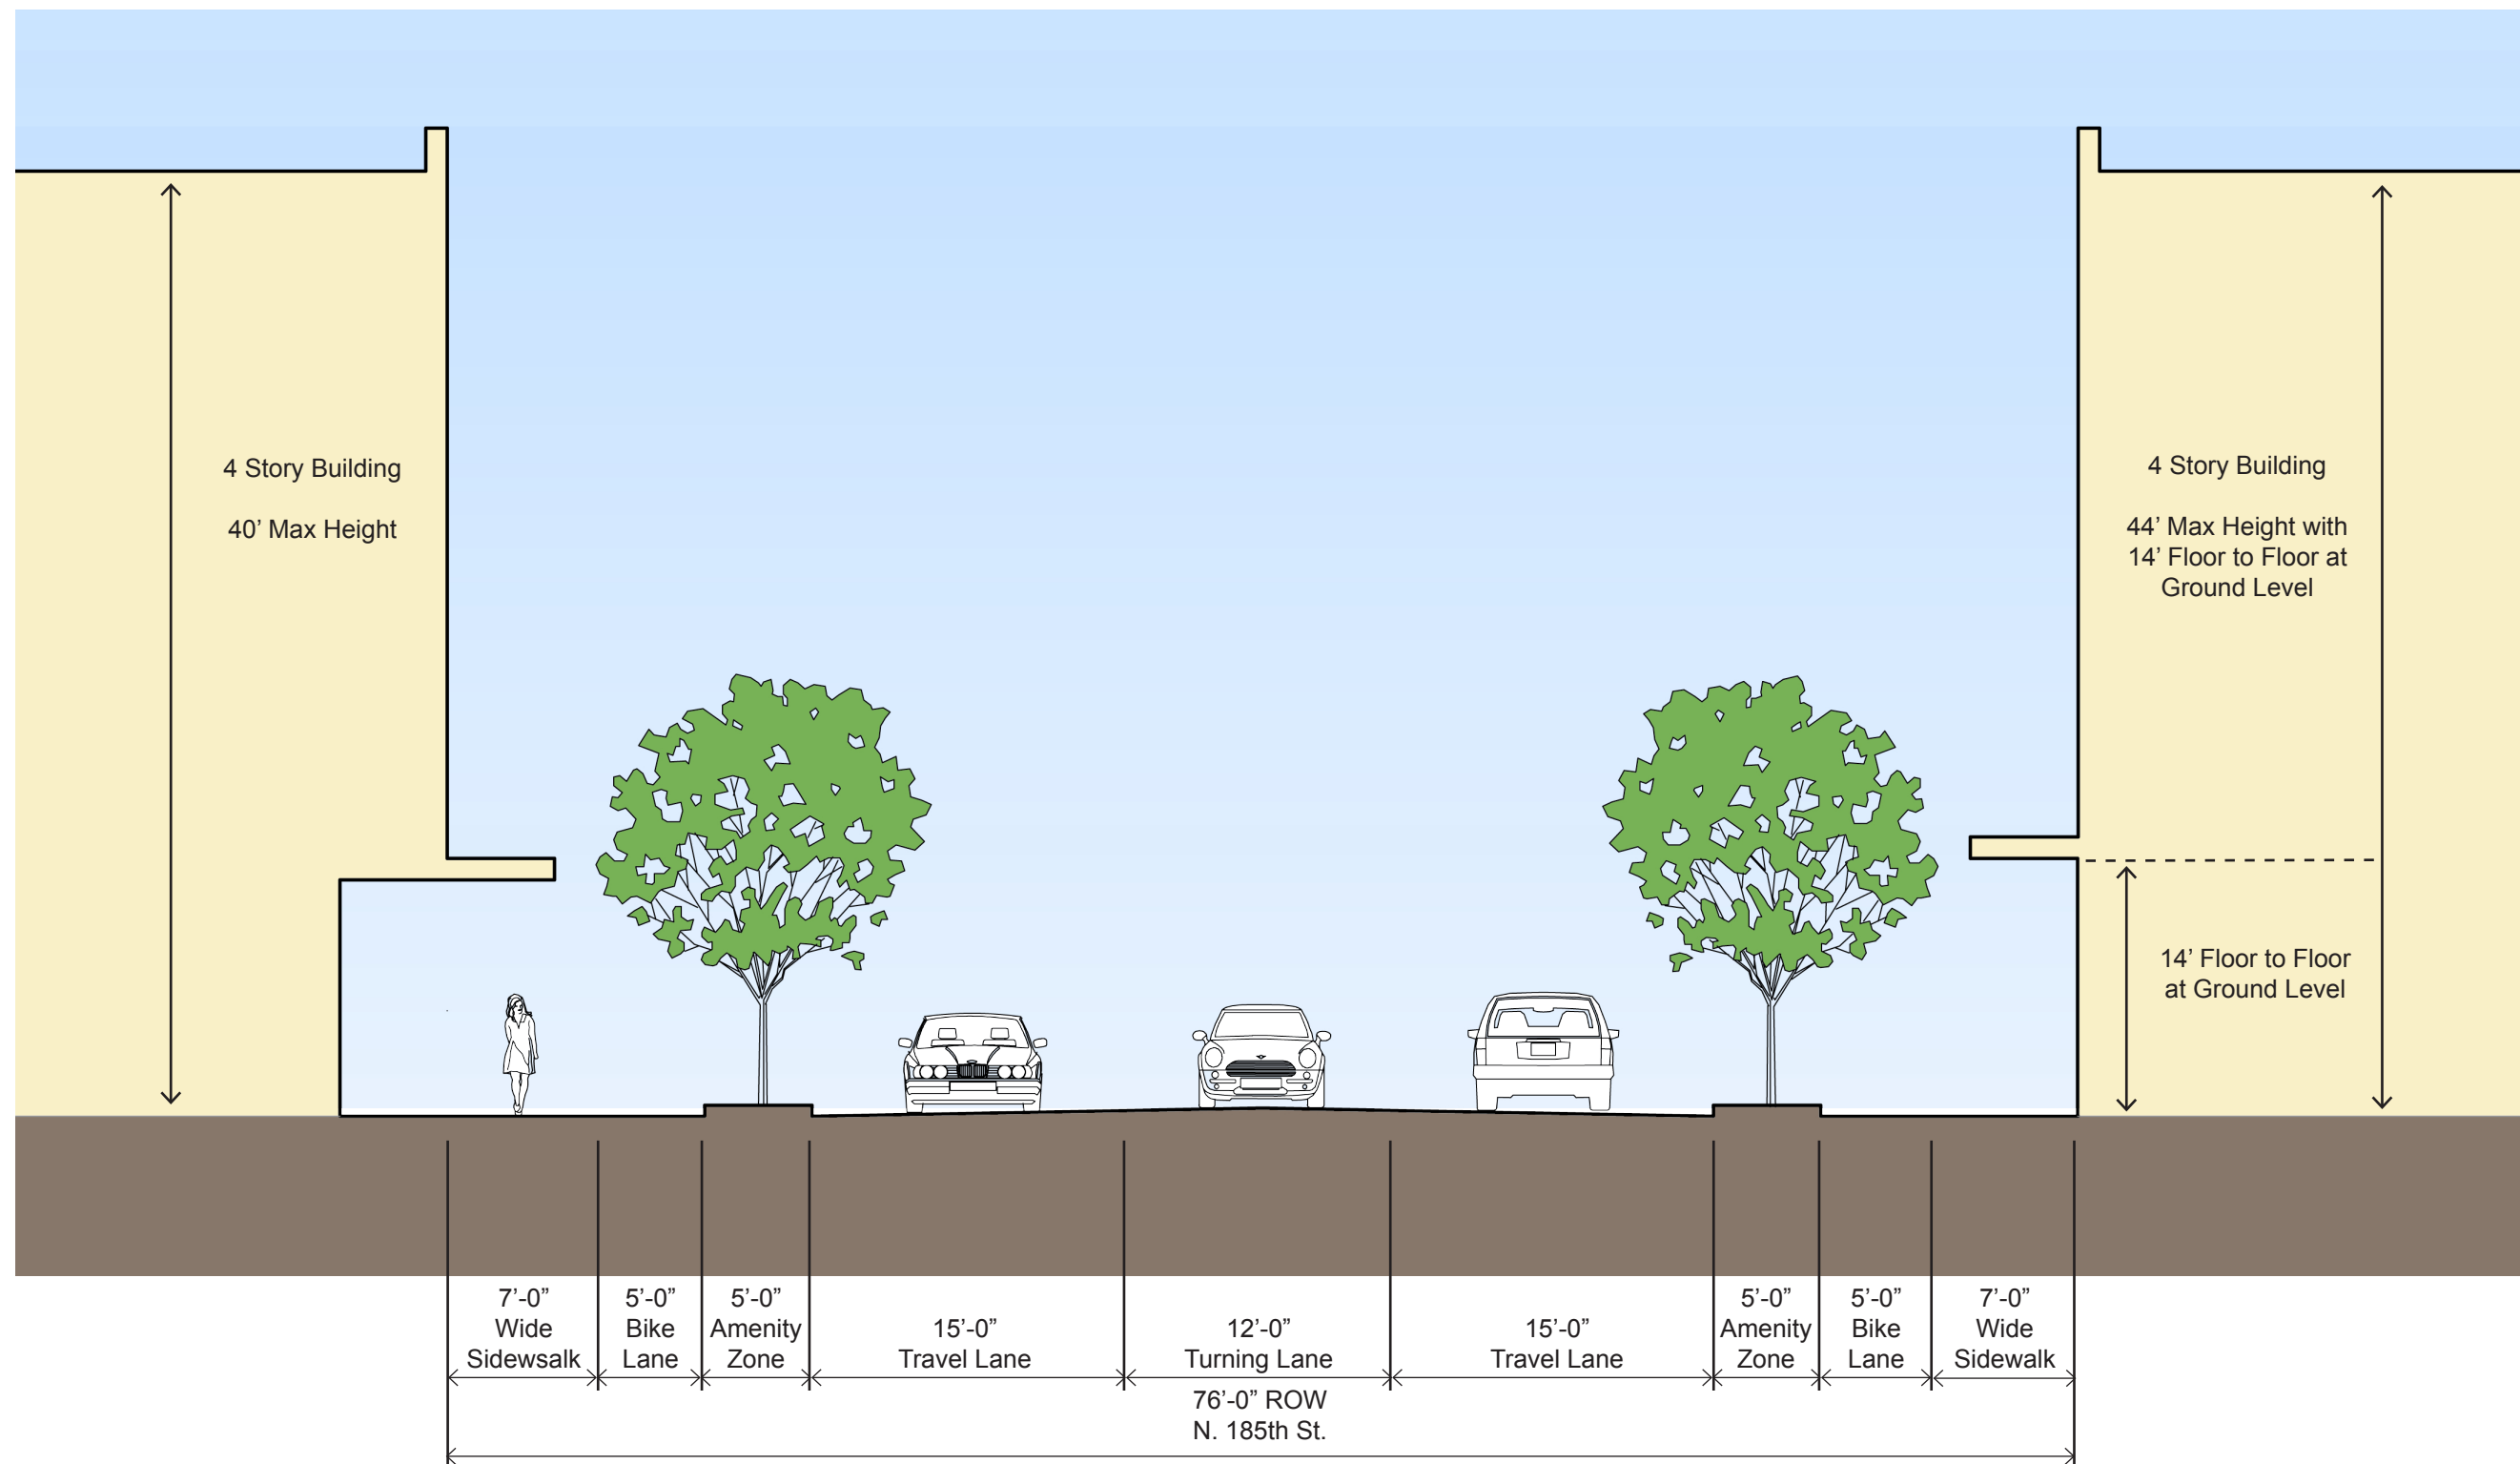 4 Story Building
40’ Max Height
4 Story Building
44’ Max Height with
14’ Floor to Floor at
Ground Level
14’ Floor to Floor
at Ground Level
7’-0”
Wide
Sidewsalk
5’-0”
Bike
Lane
5’-0”
Amenity
Zone
15’-0”
Travel Lane
12’-0”
Turning Lane
15’-0”
Travel Lane
5’-0”
Amenity
Zone
5’-0”
Bike
Lane
7’-0”
Wide
Sidewalk
76’-0” ROW
N. 185th St.